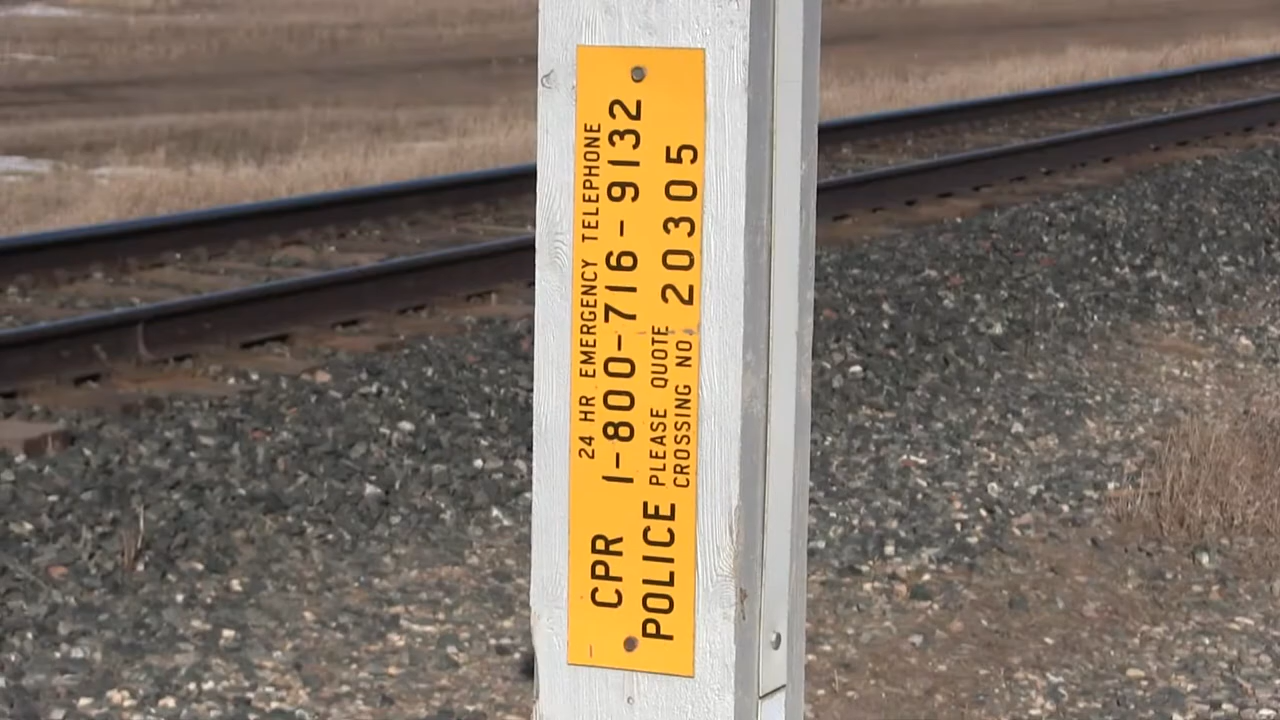 CPR
POLICE
24 HR. EMERGENCY TELEPHONE
1-800-716-9132
PLEASE QUOTE
CROSSING NO. 20305